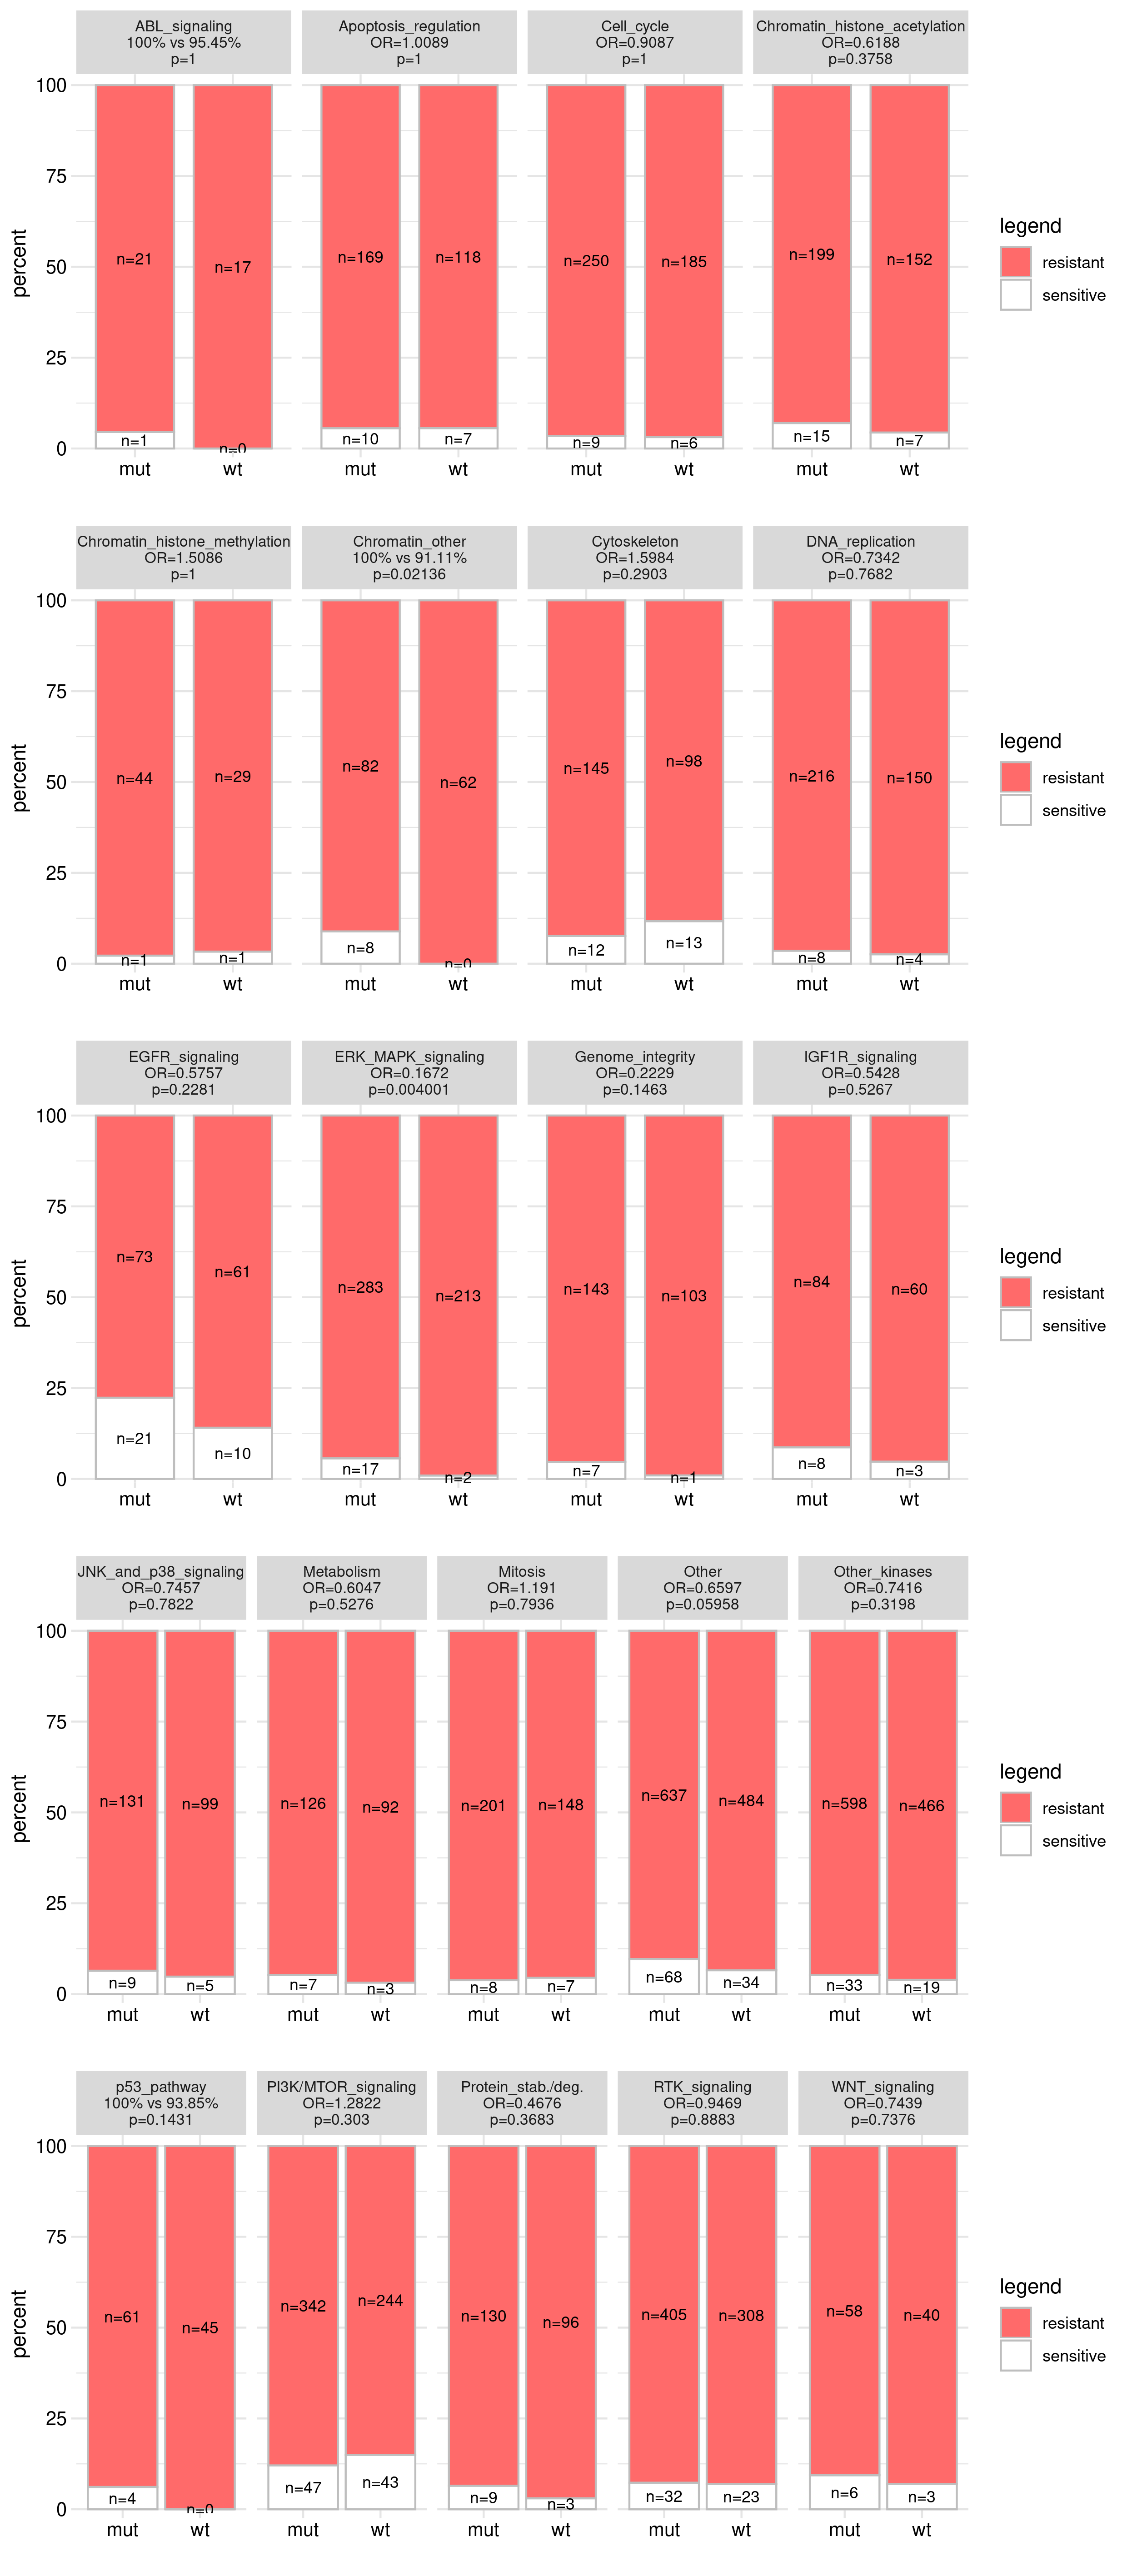 ABL_signaling
100% vs 95.45%
p=1
Apoptosis_regulation
OR=1.0089
p=1
Cell_cycle
OR=0.9087
p=1
Chromatin_histone_acetylation
OR=0.6188
p=0.3758
percent
100
75
50
25
0
n=21
n=17
n=169
n=118
n=250
n=185
n=199
n=152
n=1
n=0
n=10
n=7
n=9
n=6
n=15
n=7
mut
wt
mut
wt
mut
wt
mut
wt
legend
resistant
sensitive
Chromatin_histone_methylation
OR=1.5086
p=1
Chromatin_other
100% vs 91.11%
p=0.02136
Cytoskeleton
OR=1.5984
p=0.2903
DNA_replication
OR=0.7342
p=0.7682
percent
100
75
50
25
0
n=44
n=29
n=82
n=62
n=145
n=98
n=216
n=150
n=1
n=1
n=8
n=0
n=12
n=13
n=8
n=4
mut
wt
mut
wt
mut
wt
mut
wt
legend
resistant
sensitive
EGFR_signaling
OR=0.5757
p=0.2281
ERK_MAPK_signaling
OR=0.1672
p=0.004001
Genome_integrity
OR=0.2229
p=0.1463
IGF1R_signaling
OR=0.5428
p=0.5267
percent
100
75
50
25
0
n=73
n=61
n=283
n=213
n=143
n=103
n=84
n=60
n=21
n=10
n=17
n=2
n=7
n=1
n=8
n=3
mut
wt
mut
wt
mut
wt
mut
wt
legend
resistant
sensitive
JNK_and_p38_signaling
OR=0.7457
p=0.7822
Metabolism
OR=0.6047
p=0.5276
Mitosis
OR=1.191
p=0.7936
Other
OR=0.6597
p=0.05958
Other_kinases
OR=0.7416
p=0.3198
percent
100
75
50
25
0
n=131
n=99
n=126
n=92
n=201
n=148
n=637
n=484
n=598
n=466
n=9
n=5
n=7
n=3
n=8
n=7
n=68
n=34
n=33
n=19
mut
wt
mut
wt
mut
wt
mut
wt
mut
wt
legend
resistant
sensitive
p53_pathway
100% vs 93.85%
p=0.1431
PI3K/MTOR_signaling
OR=1.2822
p=0.303
Protein_stab./deg.
OR=0.4676
p=0.3683
RTK_signaling
OR=0.9469
p=0.8883
WNT_signaling
OR=0.7439
p=0.7376
percent
100
75
50
25
0
n=61
n=45
n=342
n=244
n=130
n=96
n=405
n=308
n=58
n=40
n=4
n=0
n=47
n=43
n=9
n=3
n=32
n=23
n=6
n=3
mut
wt
mut
wt
mut
wt
mut
wt
mut
wt
legend
resistant
sensitive